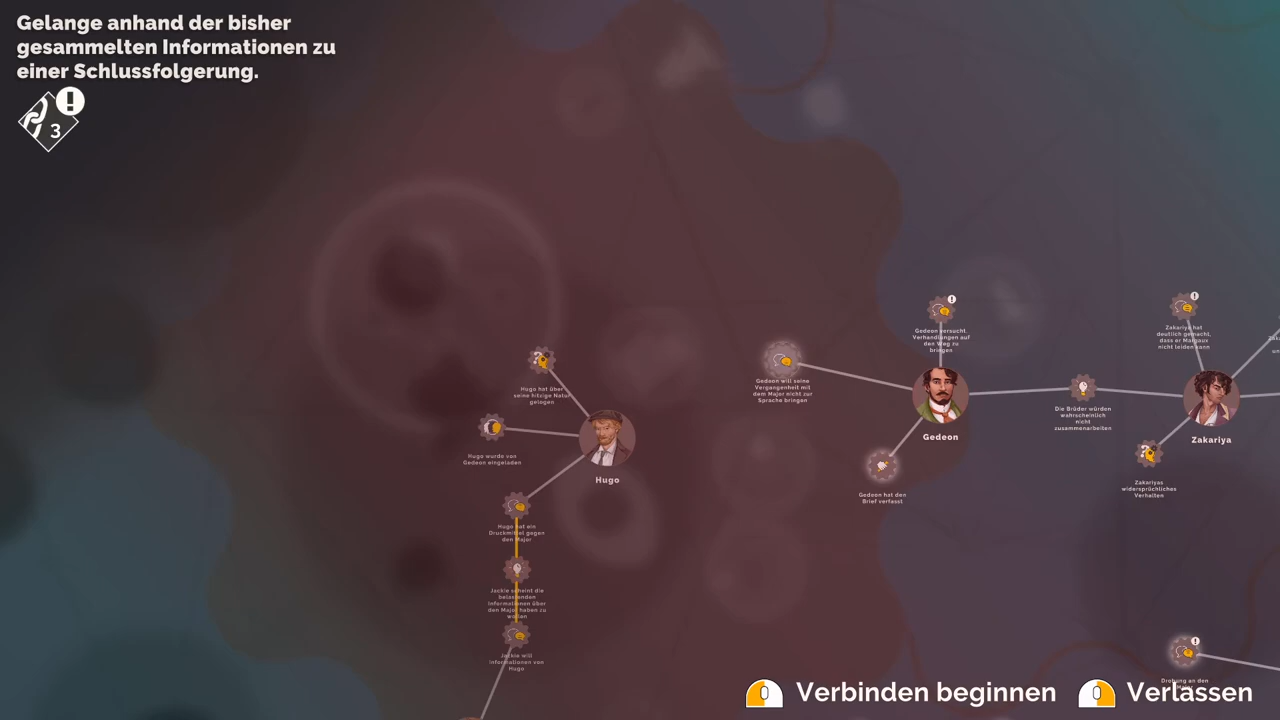 Gelange anhand der bisher
gesammelten Informationen zu
einer Schlussfolgerung.
3
Gedeon versucht,
Verhandlungen auf
den Weg zu
bringen
Zakariya hat
deutlich gemacht,
dass er Margaux
nicht leiden kann
Gedeon will seine
Vergangenheit mit
dem Major nicht zur
Sprache bringen
Hugo hat über
seine hitzige Natur
gelogen
Die Brüder würden
wahrscheinlich
nicht
zusammenarbeiten
Gedeon
Zakariya
Hugo wurde von
Gedeon eingeladen
Hugo
Zakariyas
widersprüchliches
Verhalten
Gedeon hat den
Brief verfasst
Hugo hat ein
Druckmittel gegen
den Major
Jackie scheint die
belastenden
Informationen über
den Major haben zu
wollen
Jackie will
Informationen von
Hugo
Drohung an den
Verbinden beginnen
Verlassen